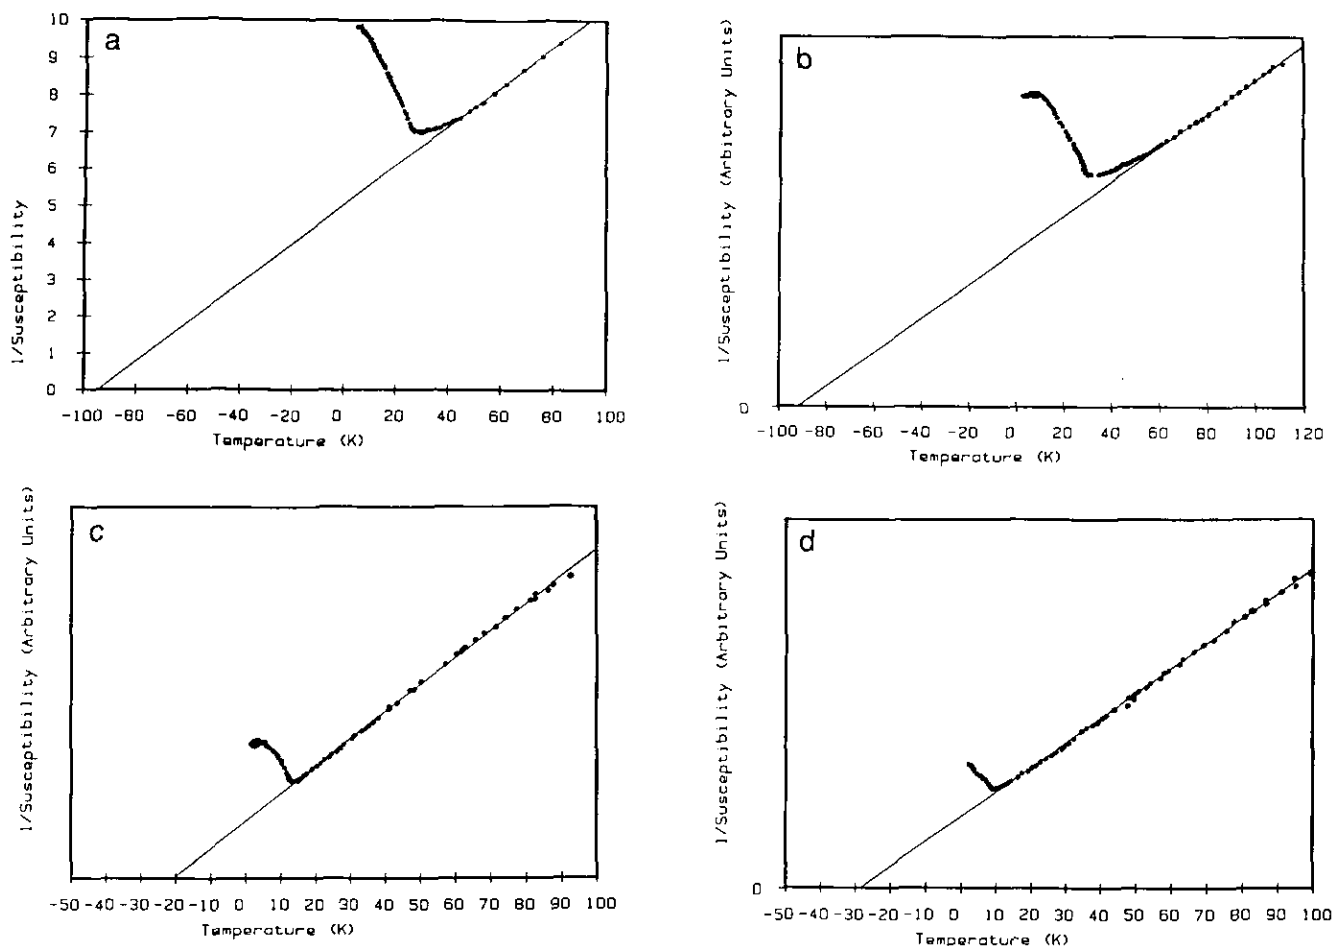 a
10
9
8
7
6
5
4
3
2
1
0
1/Susceptibility
-100 -80 -60 -40 -20 0 20 40 60 80 100
Temperature (K)
b
1/Susceptibility (Arbitrary Units)
0
-100 -80 -60 -40 -20 0 20 40 60 80 100 120
Temperature (K)
c
1/Susceptibility (Arbitrary Units)
-50 -40 -30 -20 -10 0 10 20 30 40 50 60 70 80 90 100
Temperature (K)
d
1/Susceptibility (Arbitrary Units)
0
-50 -40 -30 -20 -10 0 10 20 30 40 50 60 70 80 90 100
Temperature (K)